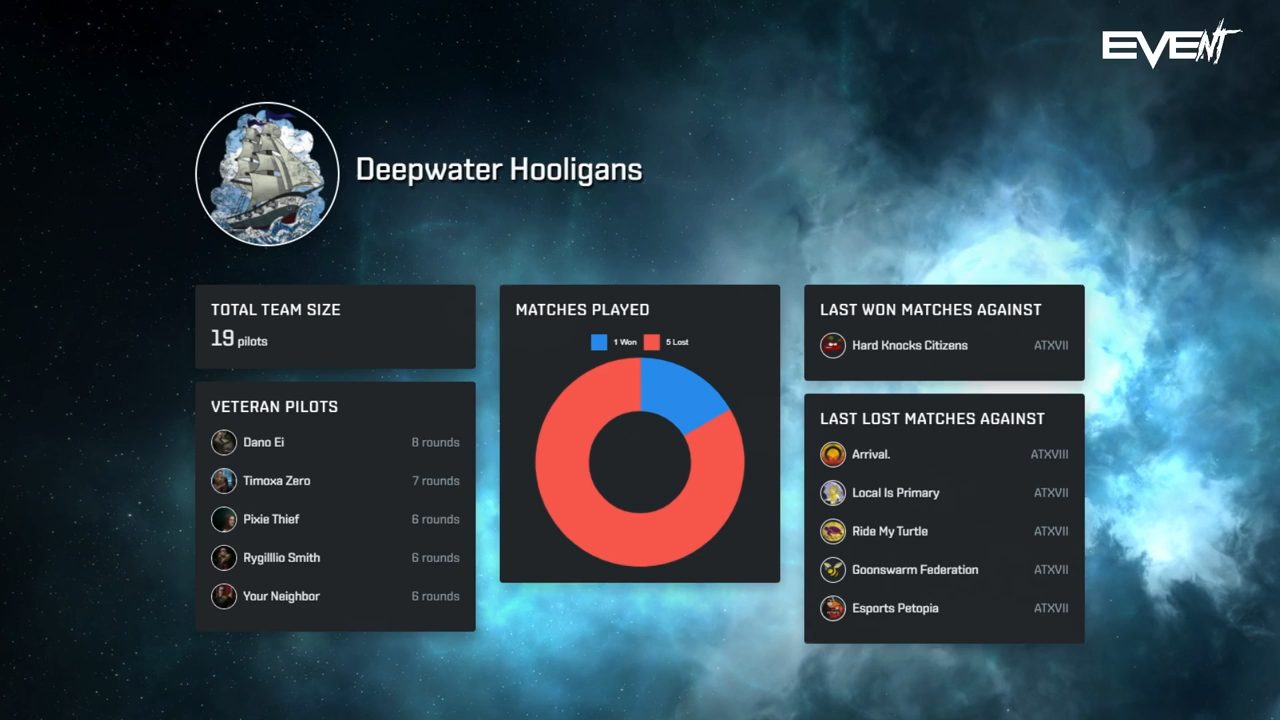 EVENT
Deepwater Hooligans
TOTAL TEAM SIZE
19 pilots
VETERAN PILOTS
Dano Ei 8 rounds
Timoxa Zero 7 rounds
Pixie Thief 6 rounds
Rygilllio Smith 6 rounds
Your Neighbor 6 rounds
MATCHES PLAYED
1 Won 5 Lost
LAST WON MATCHES AGAINST
Hard Knocks Citizens ATXVII
LAST LOST MATCHES AGAINST
Arrival. ATXVIII
Local Is Primary ATXVII
Ride My Turtle ATXVII
Goonswarm Federation ATXVII
Esports Petopia ATXVII